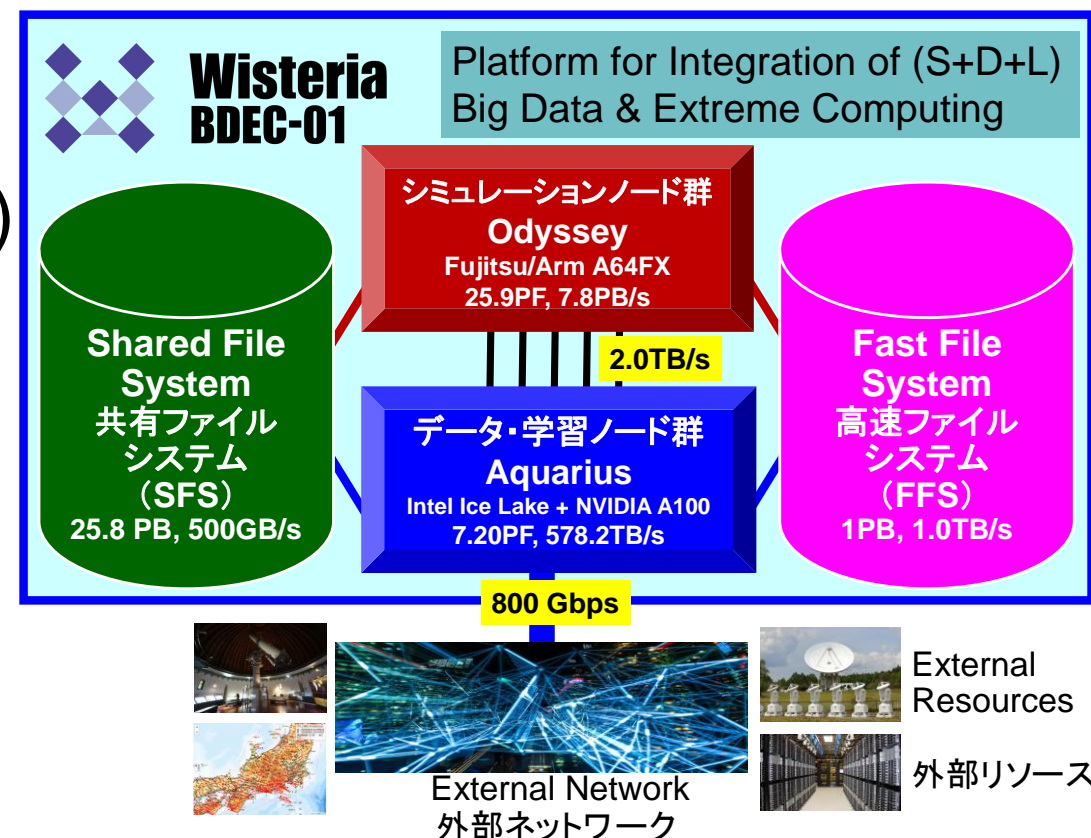 Wisteria
BDEC-01
Platform for Integration of (S+D+L)
Big Data & Extreme Computing
)
シミュレーションノード群
Odyssey
Fujitsu/Arm A64FX
25.9PF, 7.8PB/s
2.0TB/s
Shared File
System
共有ファイル
システム
(SFS)
25.8 PB, 500GB/s
データ・学習ノード群
Aquarius
Intel Ice Lake + NVIDIA A100
7.20PF, 578.2TB/s
Fast File
System
高速ファイル
システム
(FFS)
1PB, 1.0TB/s
800 Gbps
External Network
外部ネットワーク
External
Resources
外部リソース